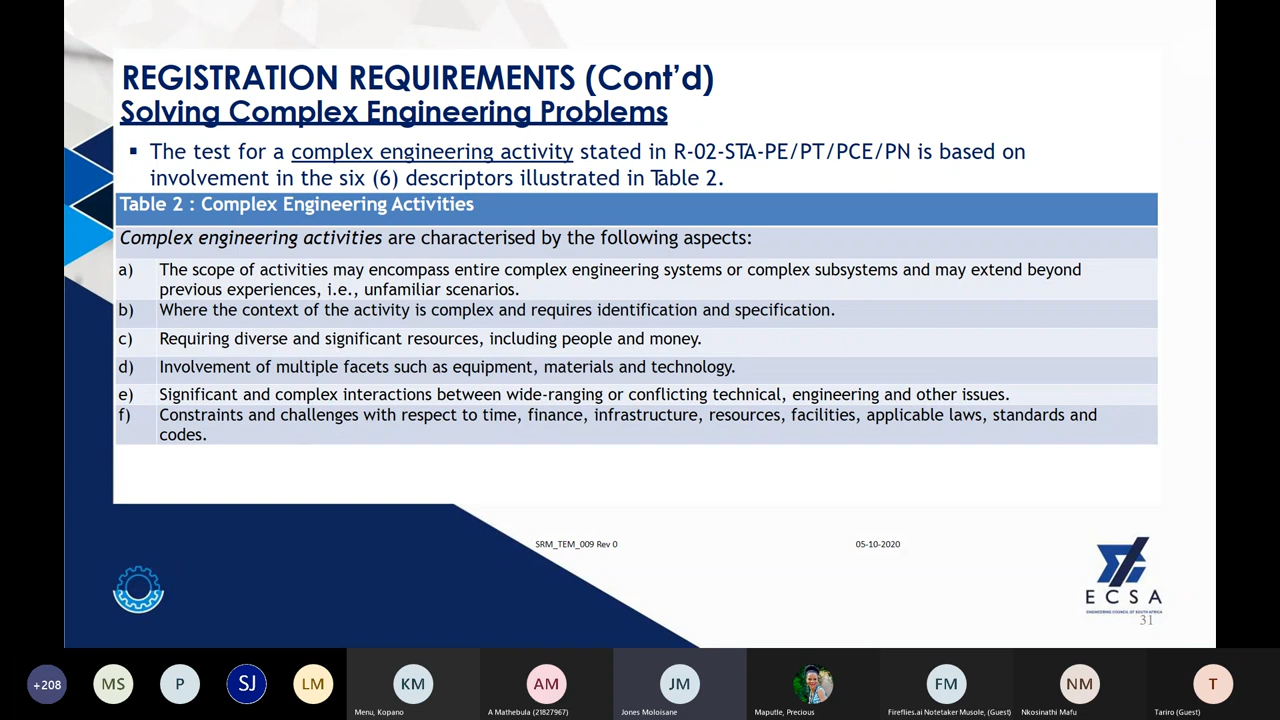 REGISTRATION REQUIREMENTS (Cont’d)
Solving Complex Engineering Problems
▪ The test for a complex engineering activity stated in R-02-STA-PE/PT/PCE/PN is based on
involvement in the six (6) descriptors illustrated in Table 2.
Table 2 : Complex Engineering Activities
Complex engineering activities are characterised by the following aspects:
a) The scope of activities may encompass entire complex engineering systems or complex subsystems and may extend beyond
previous experiences, i.e., unfamiliar scenarios.
b) Where the context of the activity is complex and requires identification and specification.
c) Requiring diverse and significant resources, including people and money.
d) Involvement of multiple facets such as equipment, materials and technology.
e) Significant and complex interactions between wide-ranging or conflicting technical, engineering and other issues.
f) Constraints and challenges with respect to time, finance, infrastructure, resources, facilities, applicable laws, standards and
codes.
SRM_TEM_009 Rev 0
05-10-2020
ECSA
ENGINEERING COUNCIL OF SOUTH AFRICA
31
+208
MS
P
SJ
LM
KM
AM
JM
FM
NM
T
Menu, Kopano
A Mathebula (21827967)
Jones Moloisane
Maputle, Precious
Fireflies.ai Notetaker Musole, (Guest)
Nkosinathi Mafu
Tariro (Guest)